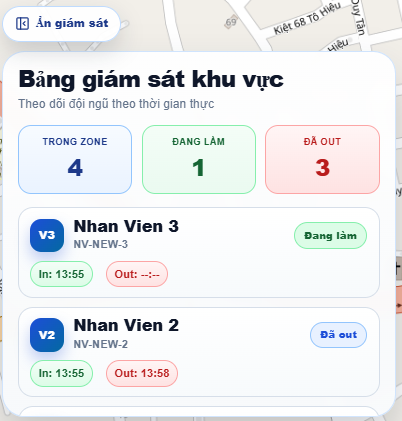 Ẩn giám sát
69
Kiệt 68 Tô Hiệu
Duy Tân
Hiệu
Bảng giám sát khu vực
Theo dõi đội ngũ theo thời gian thực
TRONG ZONE
4
ĐANG LÀM
1
ĐÃ OUT
3
V3
Nhan Vien 3
NV-NEW-3
Đang làm
In: 13:55
Out: --:--
V2
Nhan Vien 2
NV-NEW-2
Đã out
In: 13:55
Out: 13:58